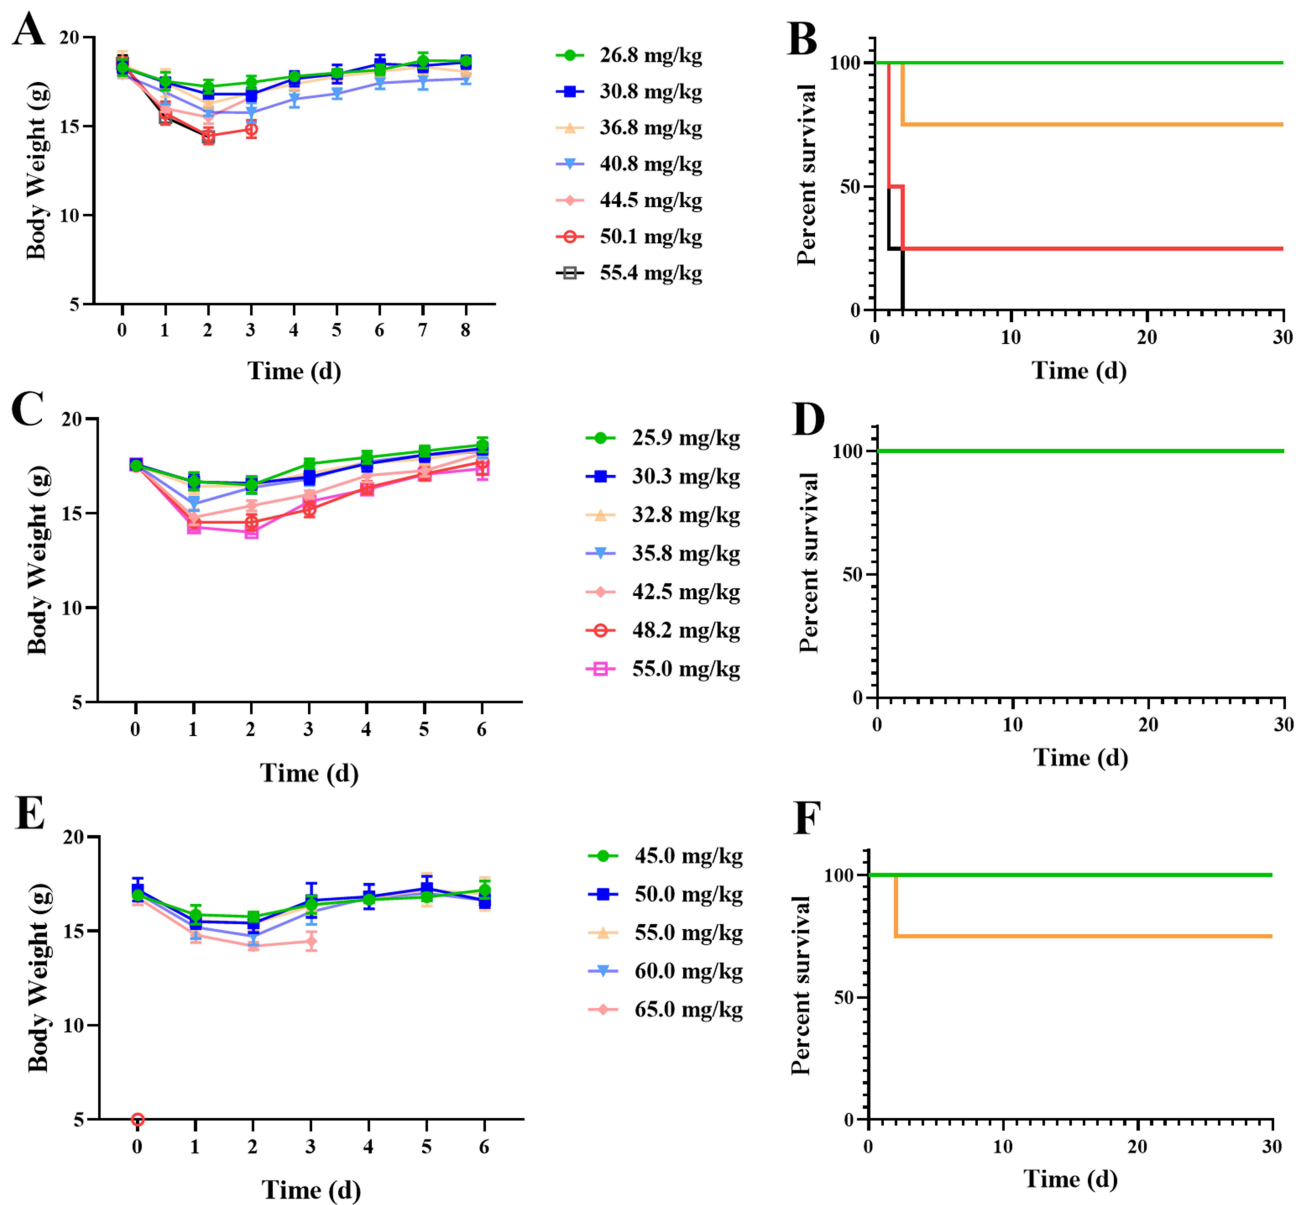 A
20
15
10
5
Body Weight (g)
0 1 2 3 4 5 6 7 8
Time (d)
26.8 mg/kg
30.8 mg/kg
36.8 mg/kg
40.8 mg/kg
44.5 mg/kg
50.1 mg/kg
55.4 mg/kg
B
100
50
0
Percent survival
0 10 20 30
Time (d)
C
20
15
10
5
Body Weight (g)
0 1 2 3 4 5 6
Time (d)
25.9 mg/kg
30.3 mg/kg
32.8 mg/kg
35.8 mg/kg
42.5 mg/kg
48.2 mg/kg
55.0 mg/kg
D
100
50
0
Percent survival
0 10 20 30
Time (d)
E
20
15
10
5
Body Weight (g)
0 1 2 3 4 5 6
Time (d)
45.0 mg/kg
50.0 mg/kg
55.0 mg/kg
60.0 mg/kg
65.0 mg/kg
F
100
50
0
Percent survival
0 10 20 30
Time (d)